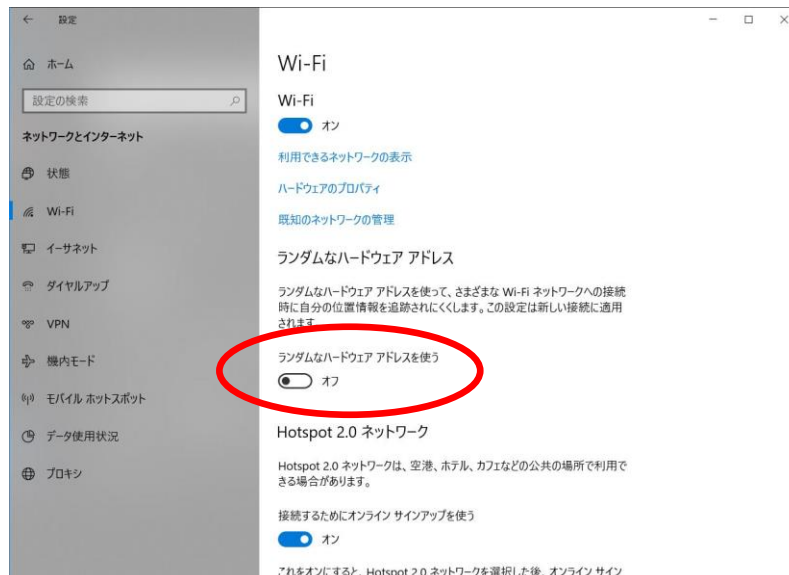 設定
ホーム
設定の検索
ネットワークとインターネット
状態
Wi-Fi
イーサネット
ダイヤルアップ
VPN
機内モード
モバイル ホットスポット
データ使用状況
プロキシ
Wi-Fi
Wi-Fi
オン
利用できるネットワークの表示
ハードウェアのプロパティ
既知のネットワークの管理
ランダムなハードウェア アドレス
ランダムなハードウェア アドレスを使って、さまざまな Wi-Fi ネットワークへの接続
時に自分の位置情報を追跡されにくくします。この設定は新しい接続に適用
されます。
ランダムなハードウェア アドレスを使う
オフ
Hotspot 2.0 ネットワーク
Hotspot 2.0 ネットワークは、空港、ホテル、カフェなどの公共の場所で利用で
きる場合があります。
接続するためにオンライン サインアップを使う
オン
これをオンにすると、Hotspot 2.0 ネットワークを選択した後、オンライン サイン